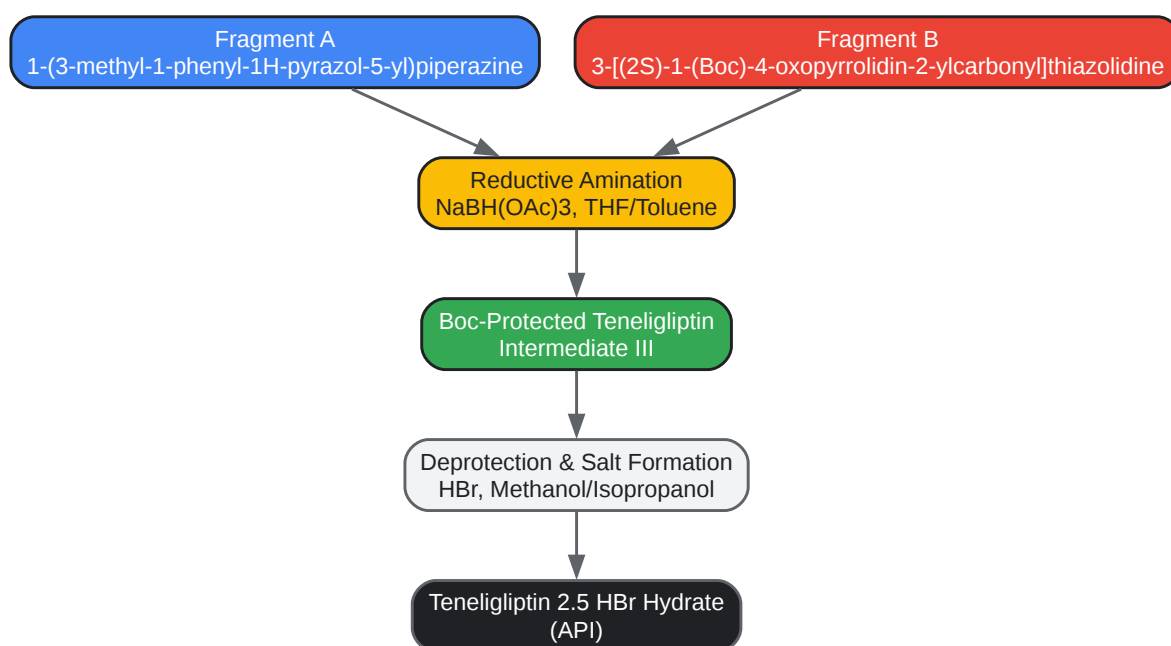 Fragment A
1-(3-methyl-1-phenyl-1H-pyrazol-5-yl)piperazine
Fragment B
3-[(2S)-1-(Boc)-4-oxopyrrolidin-2-ylcarbonyl]thiazolidine
Reductive Amination
NaBH(OAc)3, THF/Toluene
Boc-Protected Teneligliptin
Intermediate III
Deprotection & Salt Formation
HBr, Methanol/Isopropanol
Teneligliptin 2.5 HBr Hydrate
(API)